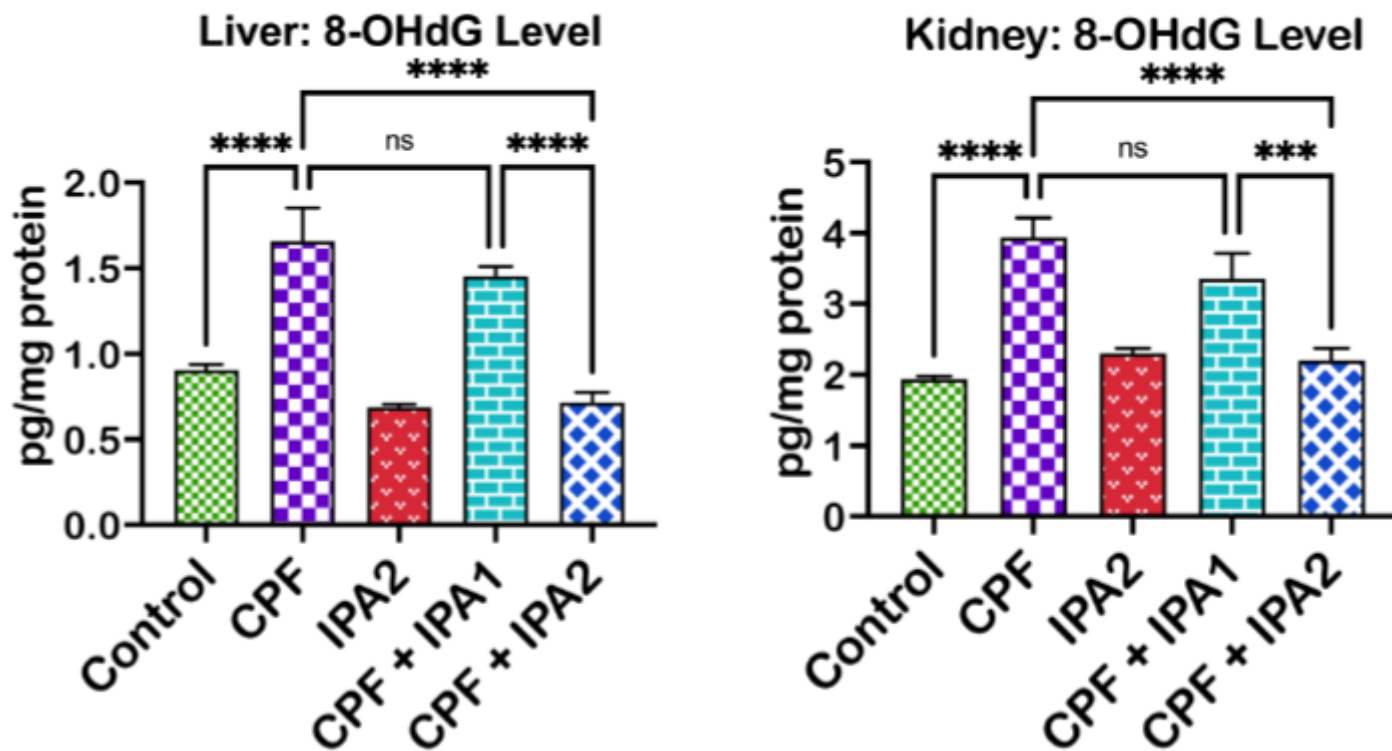 Liver: 8-OHdG Level
****
**** ns ****
pg/mg protein
2.0
1.5
1.0
0.5
0.0
Control
CPF
IPA2
CPF + IPA1
CPF + IPA2
Kidney: 8-OHdG Level
****
**** ns ***
pg/mg protein
5
4
3
2
1
0
Control
CPF
IPA2
CPF + IPA1
CPF + IPA2